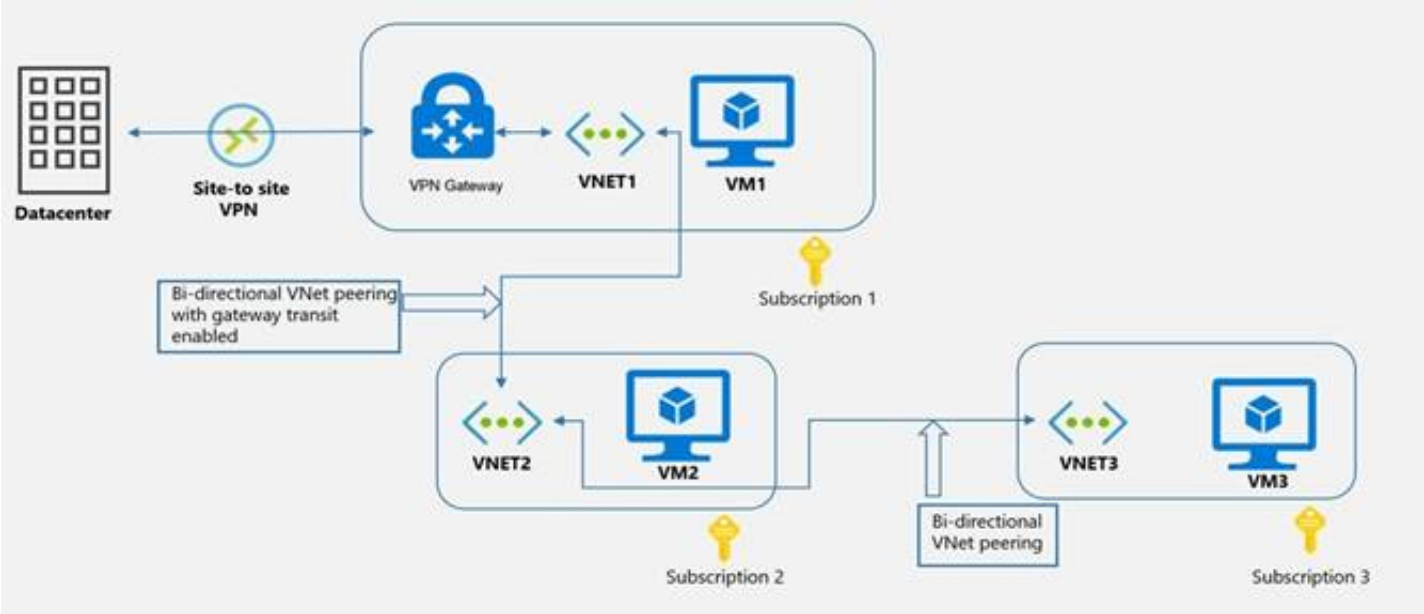 Datacenter
Site-to site
VPN
VPN Gateway
VNET1
VM1
Subscription 1
Bi-directional VNet peering
with gateway transit
enabled
VNET2
VM2
Subscription 2
Bi-directional
VNet peering
VNET3
VM3
Subscription 3